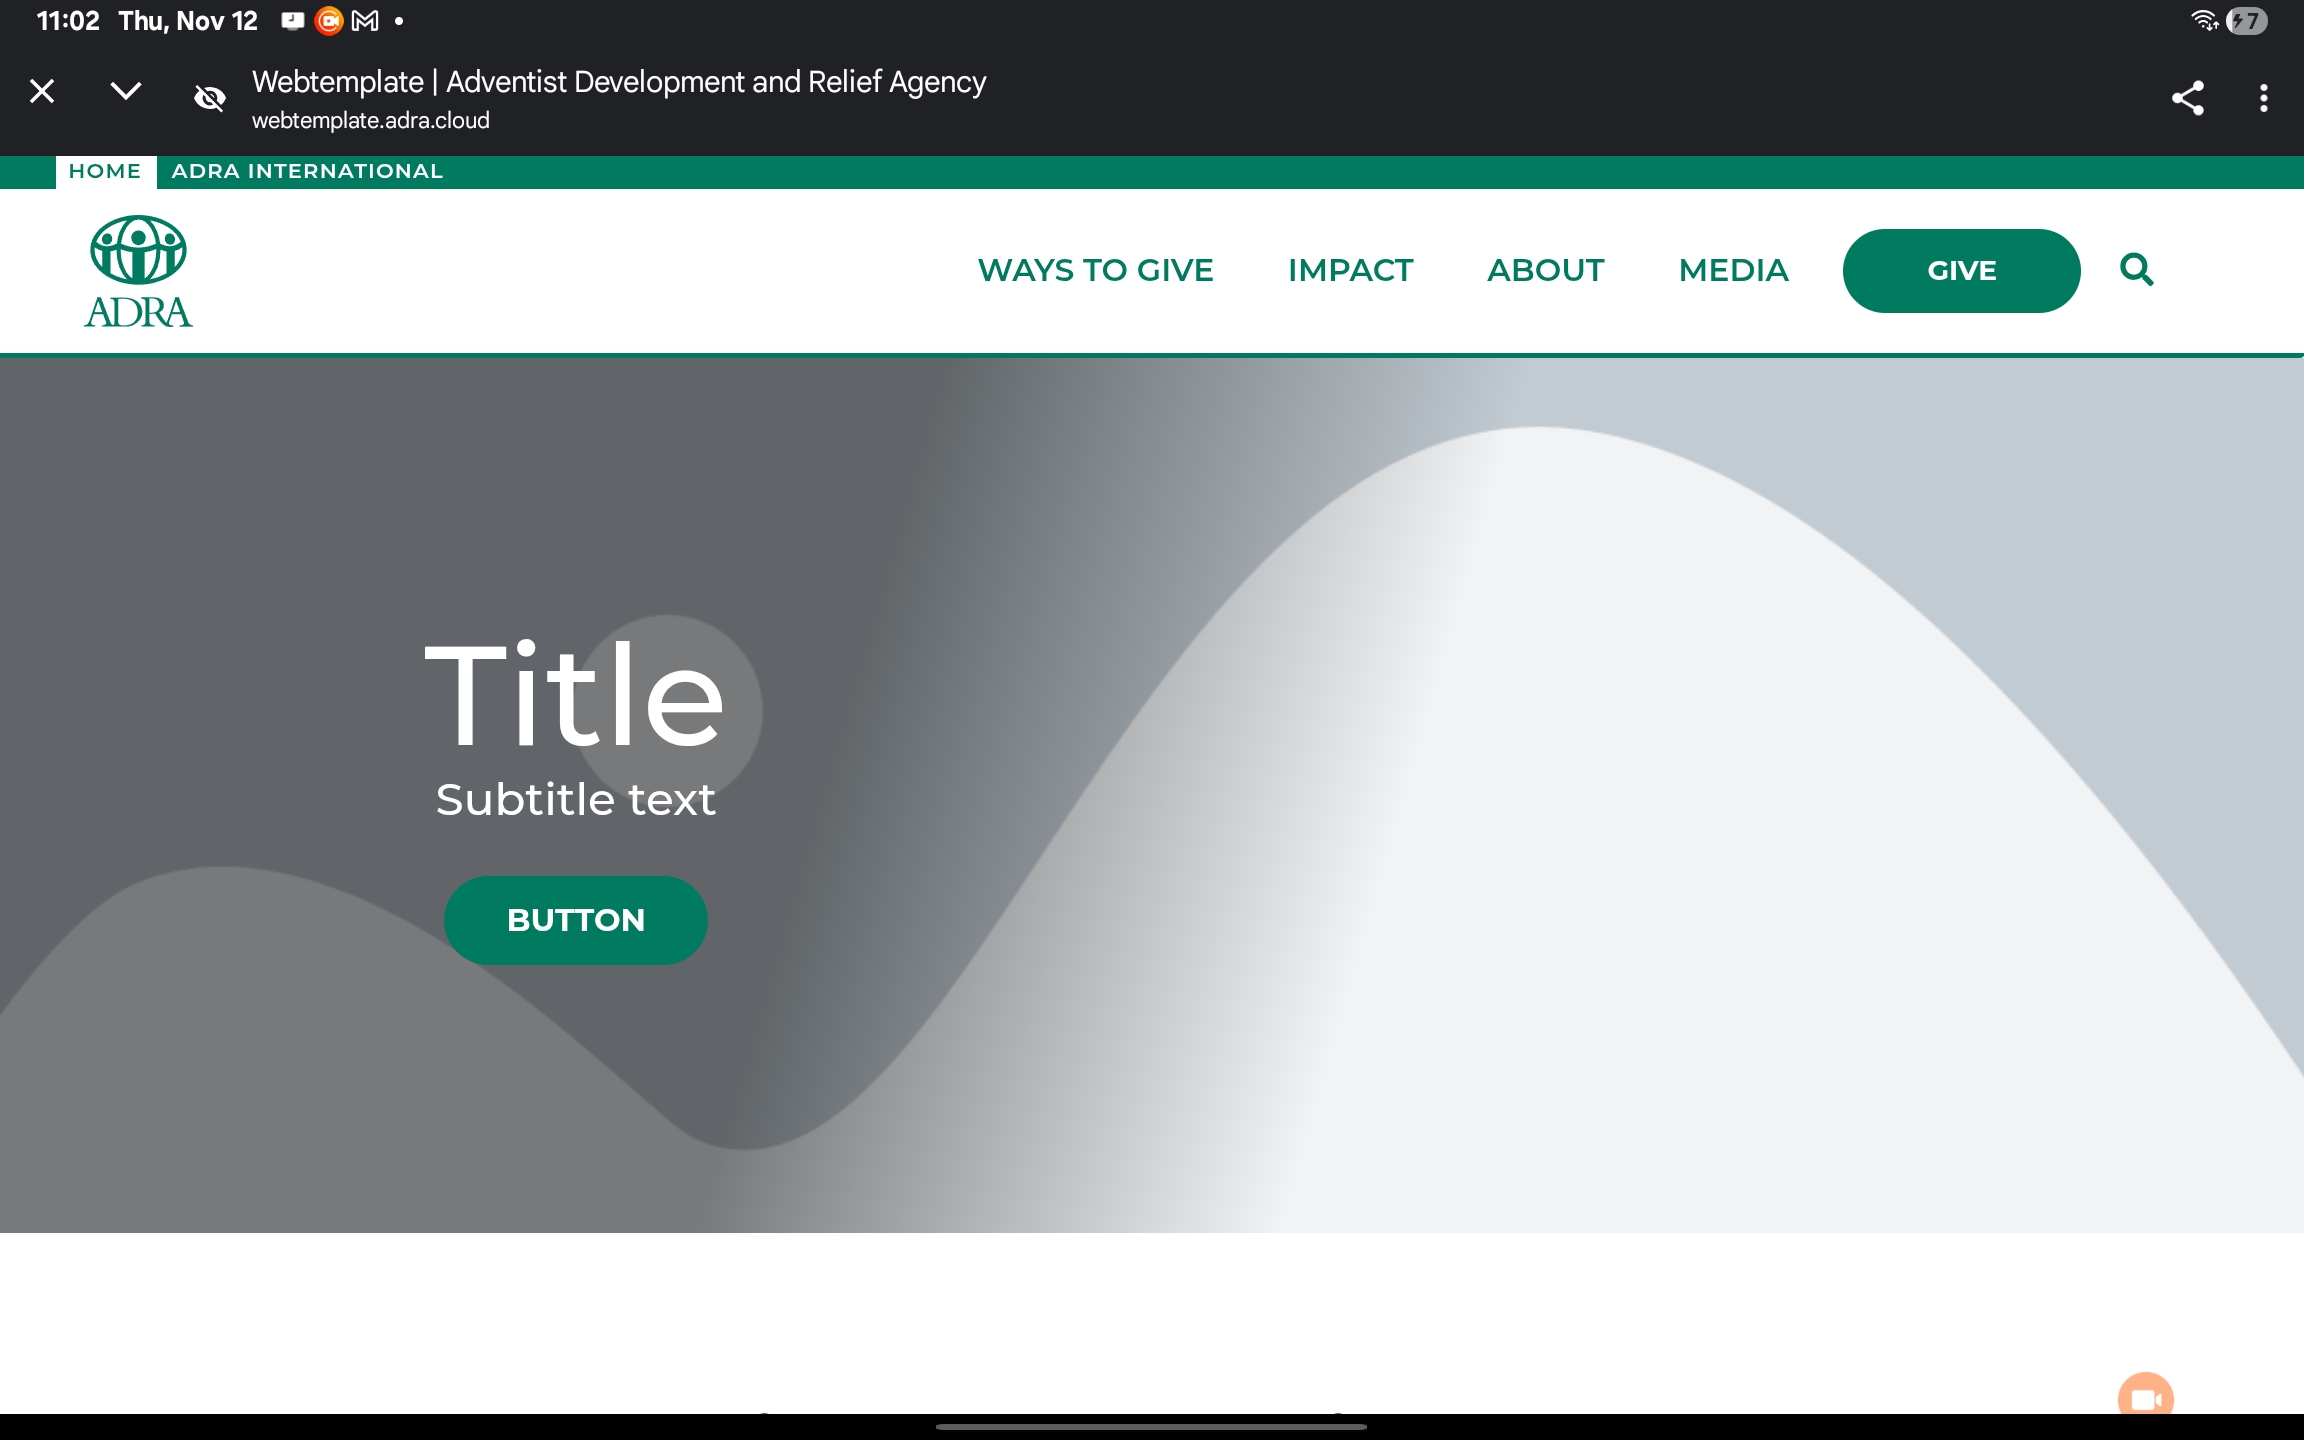 11:02 Thu, Nov 12
7
Webtemplate | Adventist Development and Relief Agency
webtemplate.adra.cloud
HOME ADRA INTERNATIONAL
ADRA
WAYS TO GIVE IMPACT ABOUT MEDIA GIVE
Title
Subtitle text
BUTTON